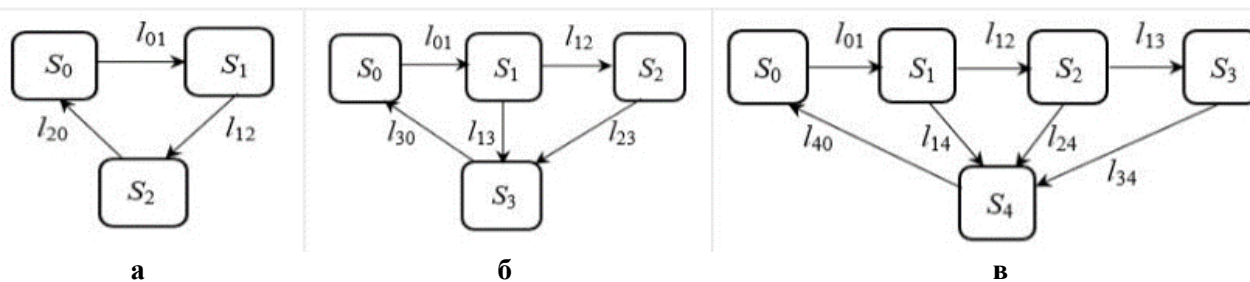 l01 l01 l12 l01 l12 l13
S0 S1 S0 S1 S2 S0 S1 S2 S3
l20 l12 l30 l13 l23 l40 l14 l24 l34
S2 S3 S4
а б в